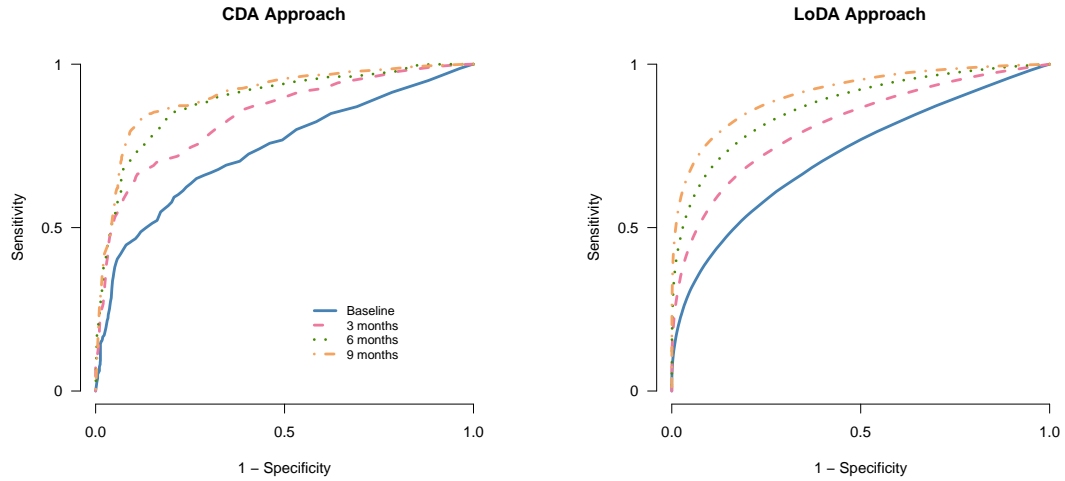 CDA Approach
1
0.5
0
Sensitivity
0.0
0.5
1.0
1 − Specificity
Baseline
3 months
6 months
9 months
LoDA Approach
1
0.5
0
Sensitivity
0.0
0.5
1.0
1 − Specificity